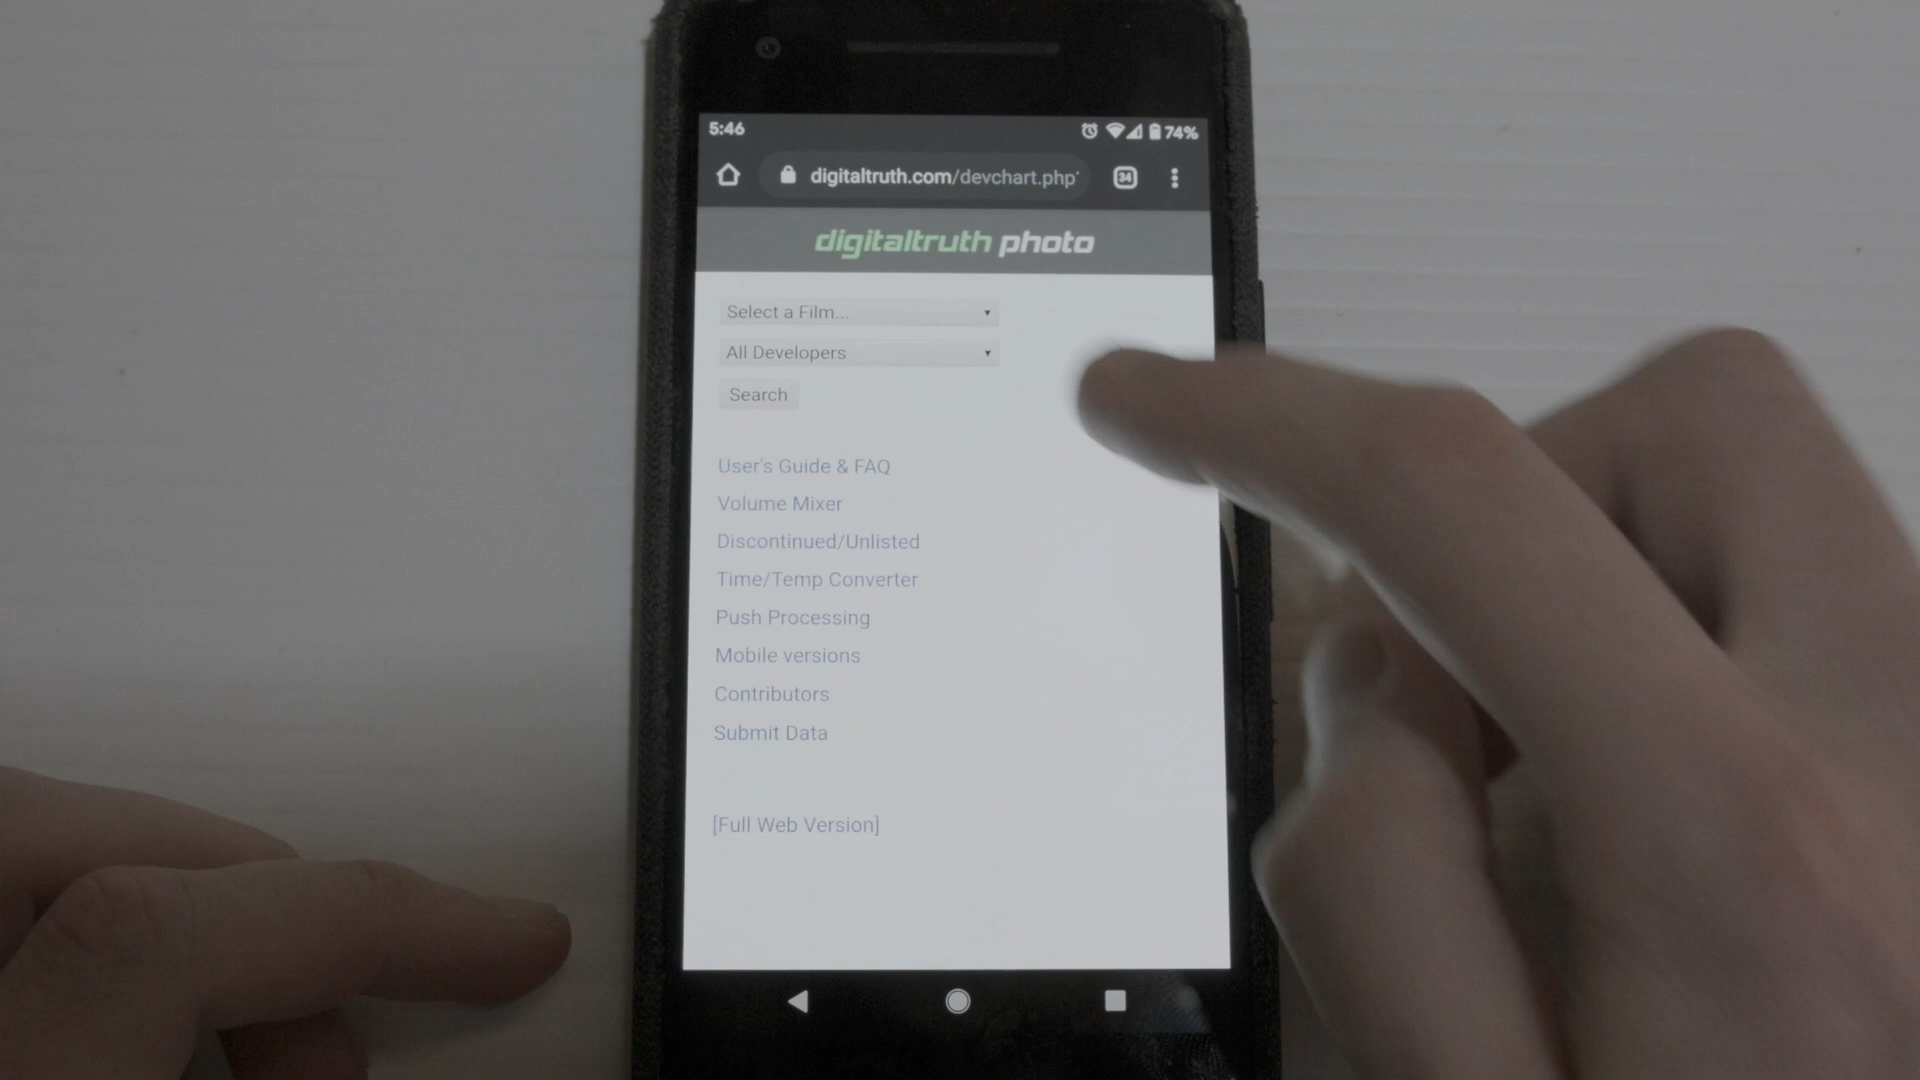 5:46
74%
digitaltruth.com/devchart.php
34
digitaltruth photo
Select a Film...
All Developers
Search
User's Guide & FAQ
Volume Mixer
Discontinued/Unlisted
Time/Temp Converter
Push Processing
Mobile versions
Contributors
Submit Data
[Full Web Version]